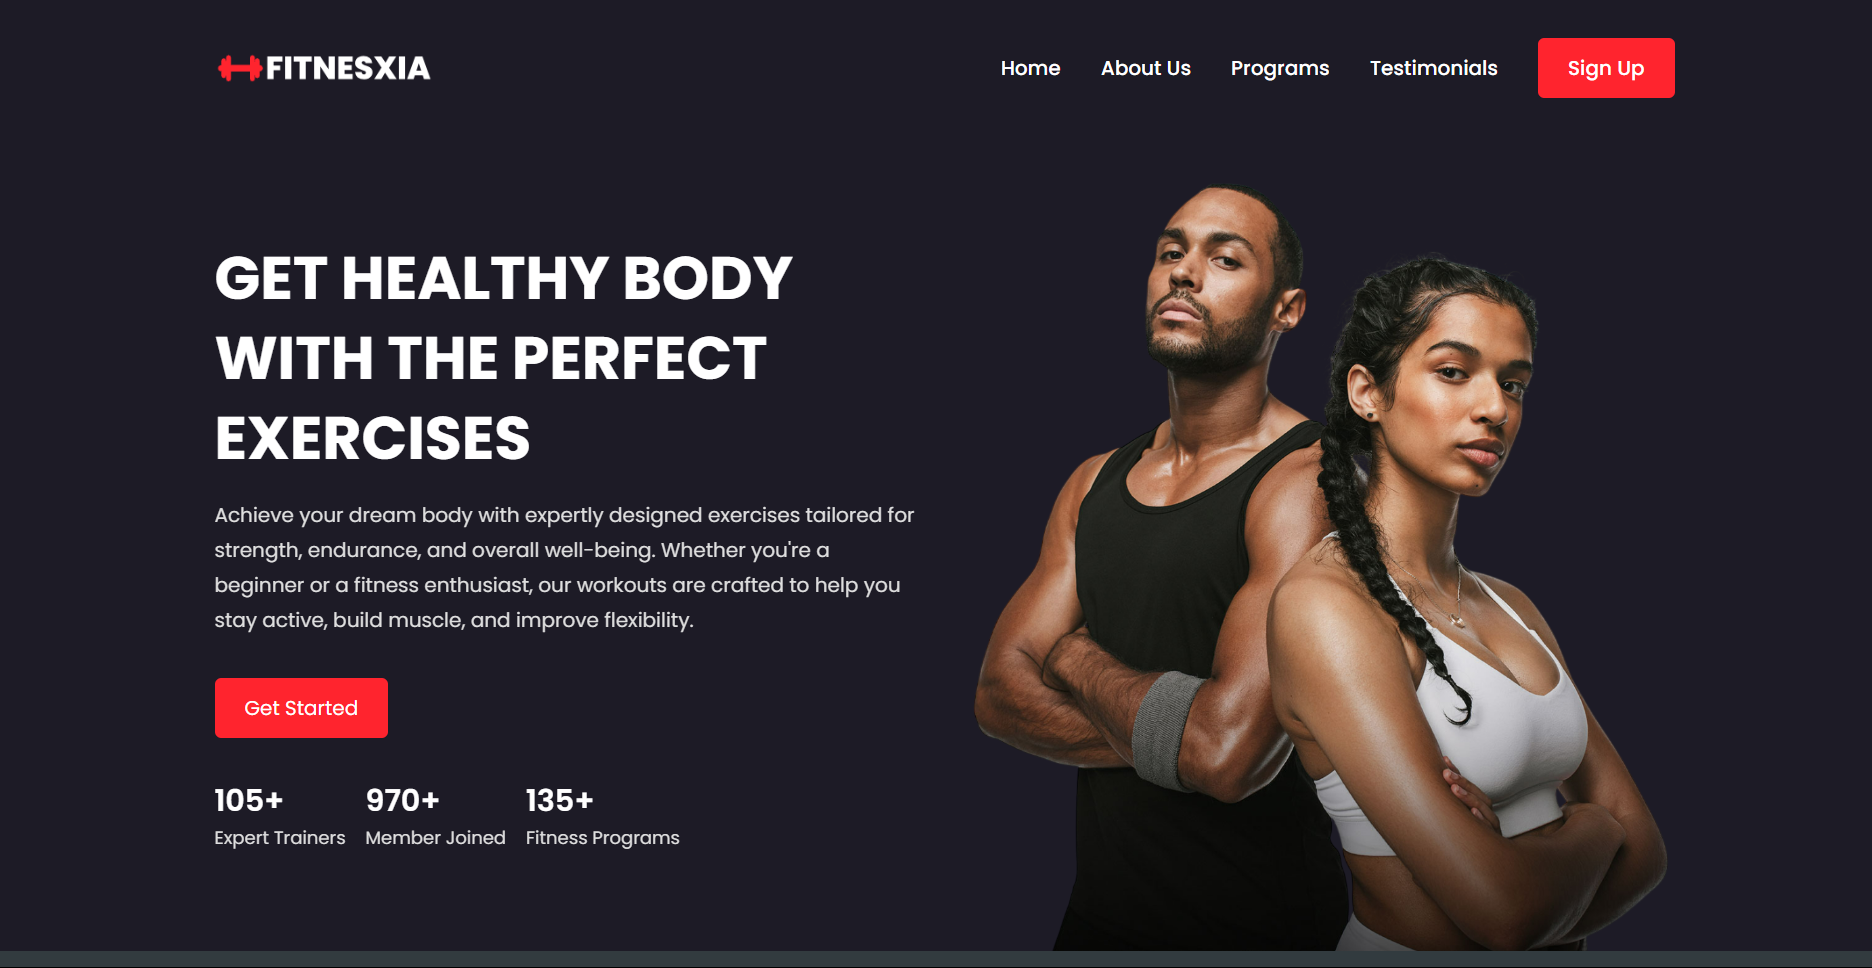 FITNESXIA
Home
About Us
Programs
Testimonials
Sign Up
GET HEALTHY BODY
WITH THE PERFECT
EXERCISES
Achieve your dream body with expertly designed exercises tailored for
strength, endurance, and overall well-being. Whether you're a
beginner or a fitness enthusiast, our workouts are crafted to help you
stay active, build muscle, and improve flexibility.
Get Started
105+
Expert Trainers
970+
Member Joined
135+
Fitness Programs